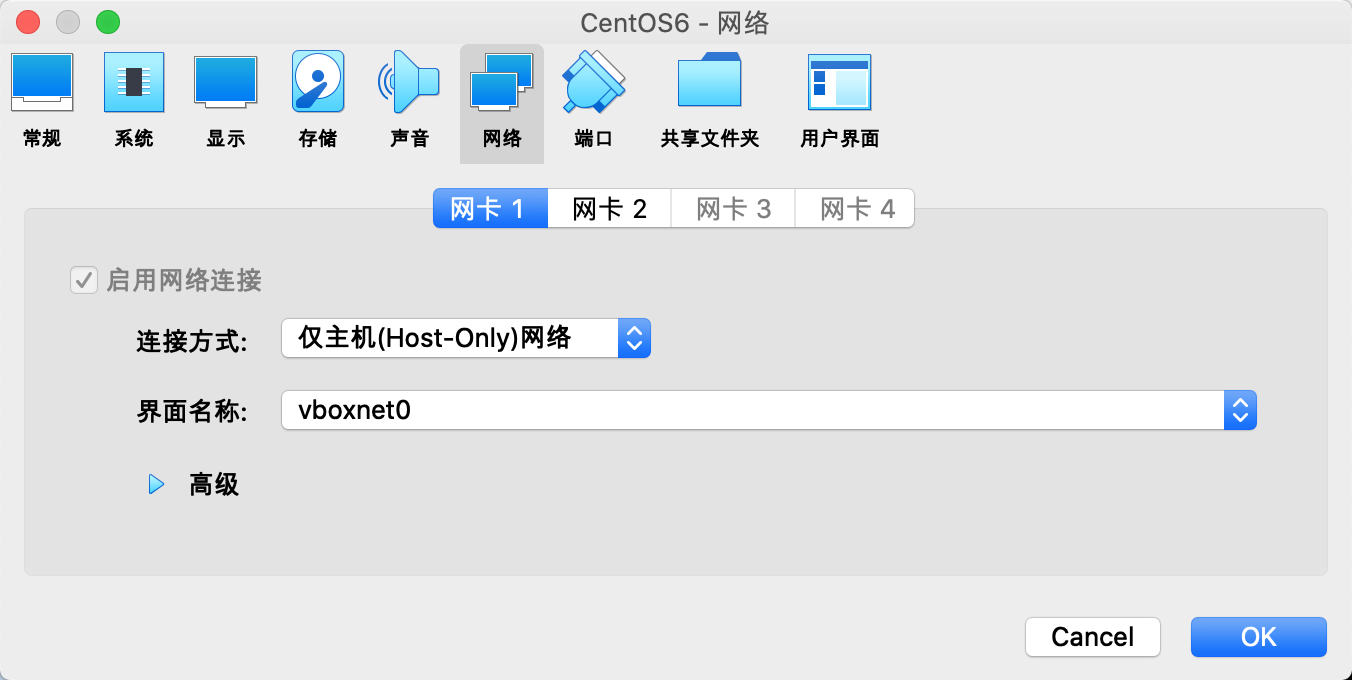 CentOS6 - 网络
常规 系统 显示 存储 声音 网络 端口 共享文件夹 用户界面
网卡 1 网卡 2 网卡 3 网卡 4
启用网络连接
连接方式: 仅主机(Host-Only)网络
界面名称: vboxnet0
高级
Cancel OK